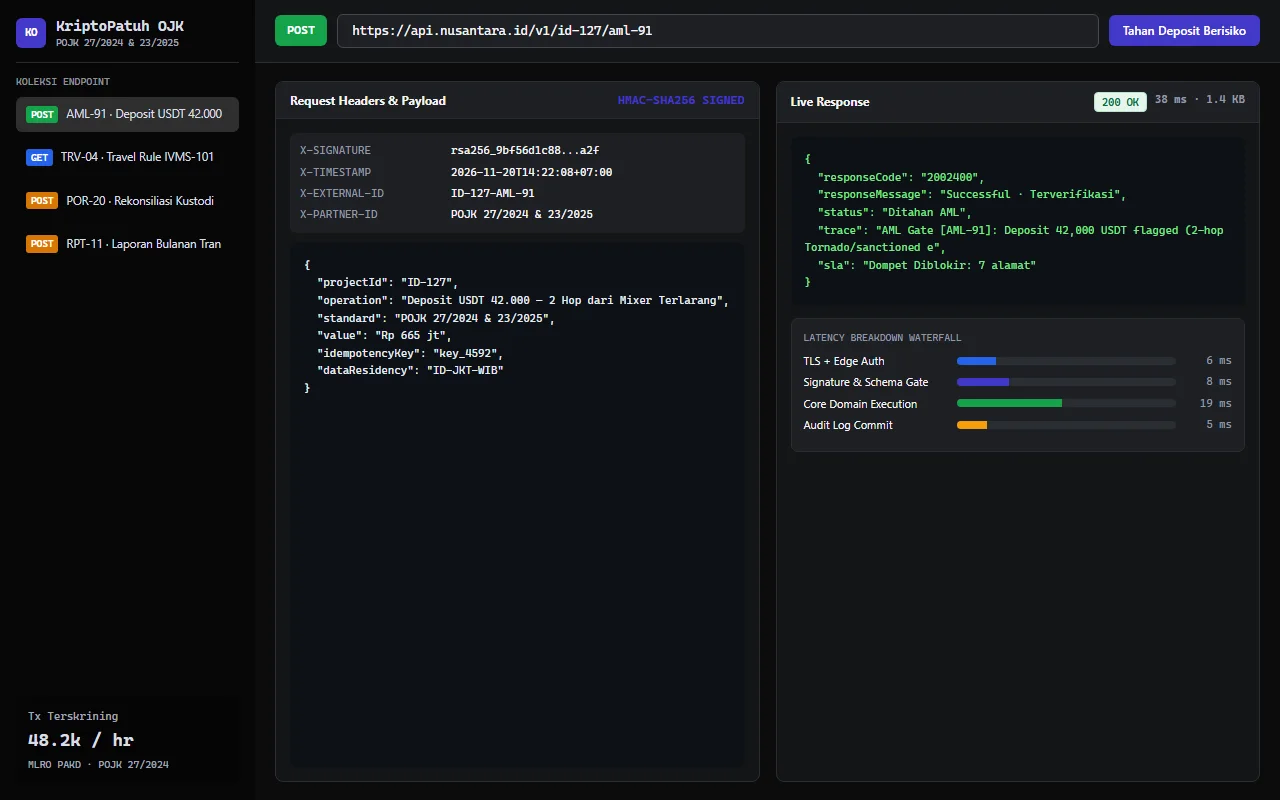 KO
KriptoPatuh OJK
POJK 27/2024 & 23/2025
KOLEKSI ENDPOINT
POST AML-91 · Deposit USDT 42.000
GET TRV-04 · Travel Rule IVMS-101
POST POR-20 · Rekonsiliasi Kustodi
POST RPT-11 · Laporan Bulanan Tran
Tx Terskrining
48.2k / hr
MLRO PAKD · POJK 27/2024
POST https://api.nusantara.id/v1/id-127/aml-91 Tahan Deposit Berisiko
Request Headers & Payload HMAC-SHA256 SIGNED
X-SIGNATURE rsa256_9bf56d1c88...a2f
X-TIMESTAMP 2026-11-20T14:22:08+07:00
X-EXTERNAL-ID ID-127-AML-91
X-PARTNER-ID POJK 27/2024 & 23/2025
{
"projectId": "ID-127",
"operation": "Deposit USDT 42.000 — 2 Hop dari Mixer Terlarang",
"standard": "POJK 27/2024 & 23/2025",
"value": "Rp 665 jt",
"idempotencyKey": "key_4592",
"dataResidency": "ID-JKT-WIB"
}
Live Response 200 OK 38 ms · 1.4 KB
{
"responseCode": "2002400",
"responseMessage": "Successful · Terverifikasi",
"status": "Ditahan AML",
"trace": "AML Gate [AML-91]: Deposit 42,000 USDT flagged (2-hop
Tornado/sanctioned e",
"sla": "Dompet Diblokir: 7 alamat"
}
LATENCY BREAKDOWN WATERFALL
TLS + Edge Auth 6 ms
Signature & Schema Gate 8 ms
Core Domain Execution 19 ms
Audit Log Commit 5 ms